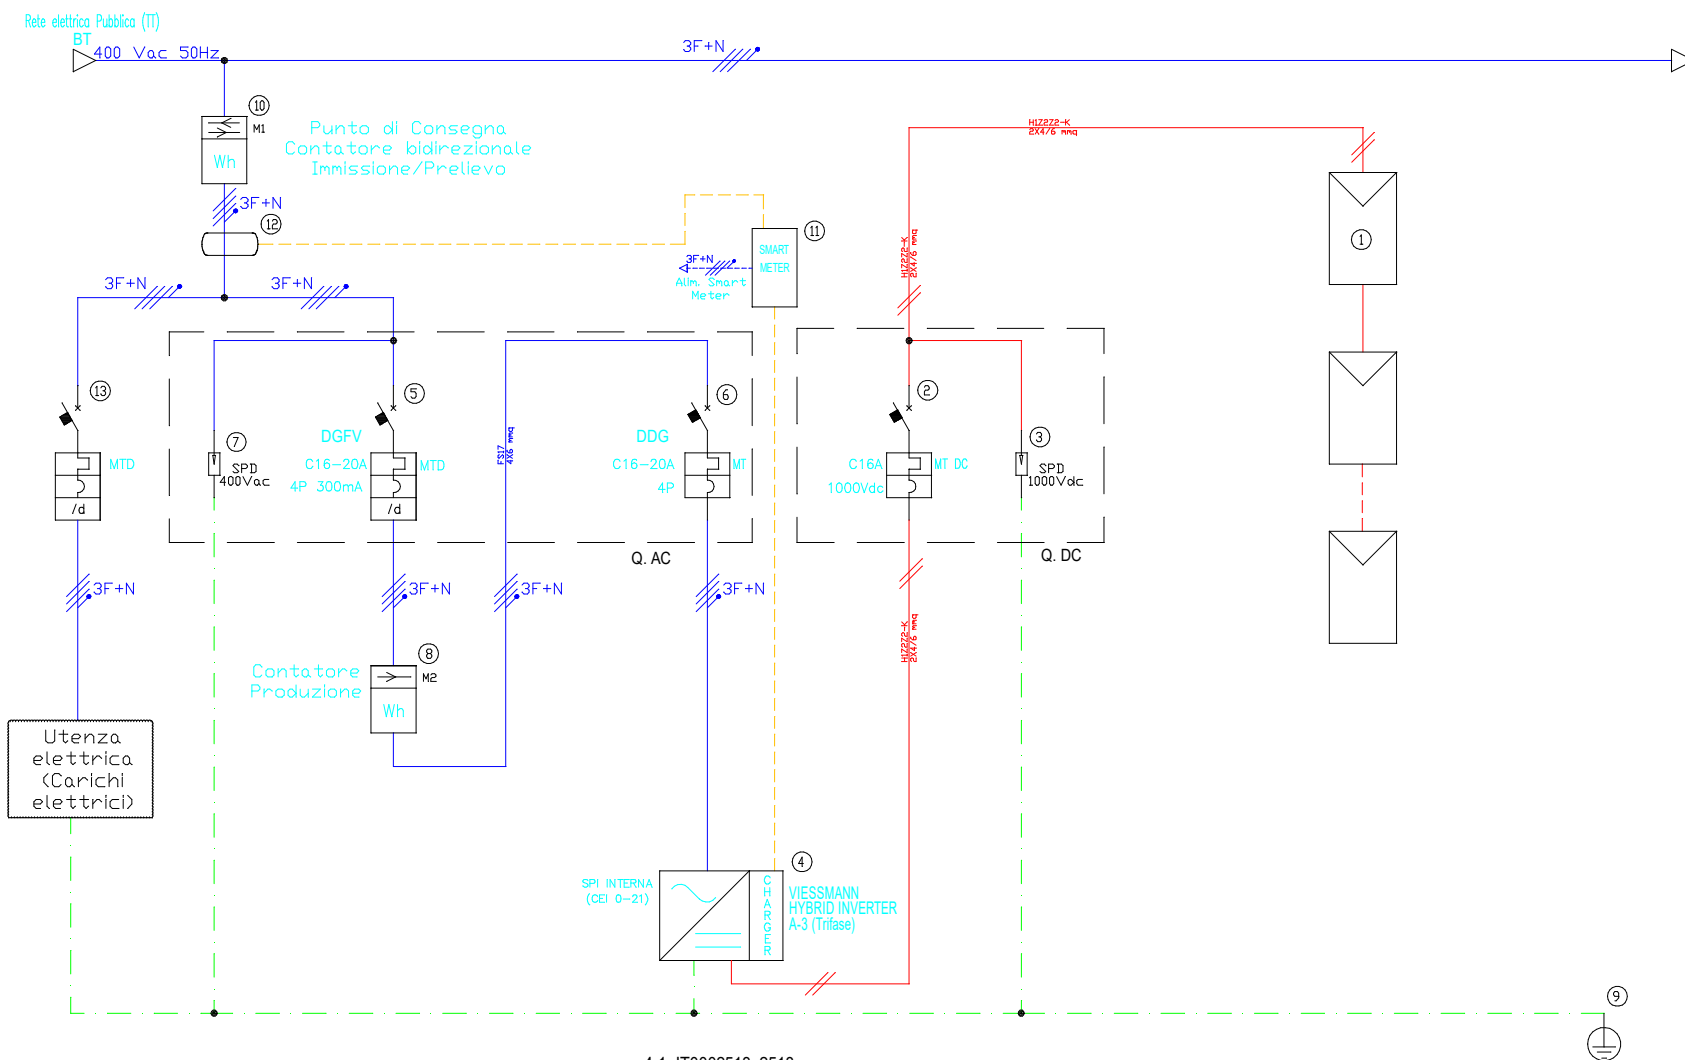 Rete elettrica Pubblica (TT)
BT
400 Vac 50Hz
3F+N
10
M1
Wh
Punto di Consegna
Contatore bidirezionale
Immissione/Prelievo
H1Z2Z2-K
2X4/6 mmq
3F+N
12
11
SMART
METER
3F+N
Alim. Smart
Meter
H1Z2Z2-K
2X4/6 mmq
1
3F+N
3F+N
13
MTD
/d
7
SPD
400Vac
5
DGFV
C16-20A
4P 300mA
MTD
/d
FS17
4X6 mmq
6
DDG
C16-20A
4P
MT
2
C16A
1000Vdc
MT DC
3
SPD
1000Vdc
Q. AC
Q. DC
3F+N
3F+N
3F+N
3F+N
H1Z2Z2-K
2X4/6 mmq
Contatore
Produzione
8
M2
Wh
Utenza
elettrica
(Carichi
elettrici)
SPI INTERNA
(CEI 0-21)
CHARGER
4
VIESSMANN
HYBRID INVERTER
A-3 (Trifase)
9